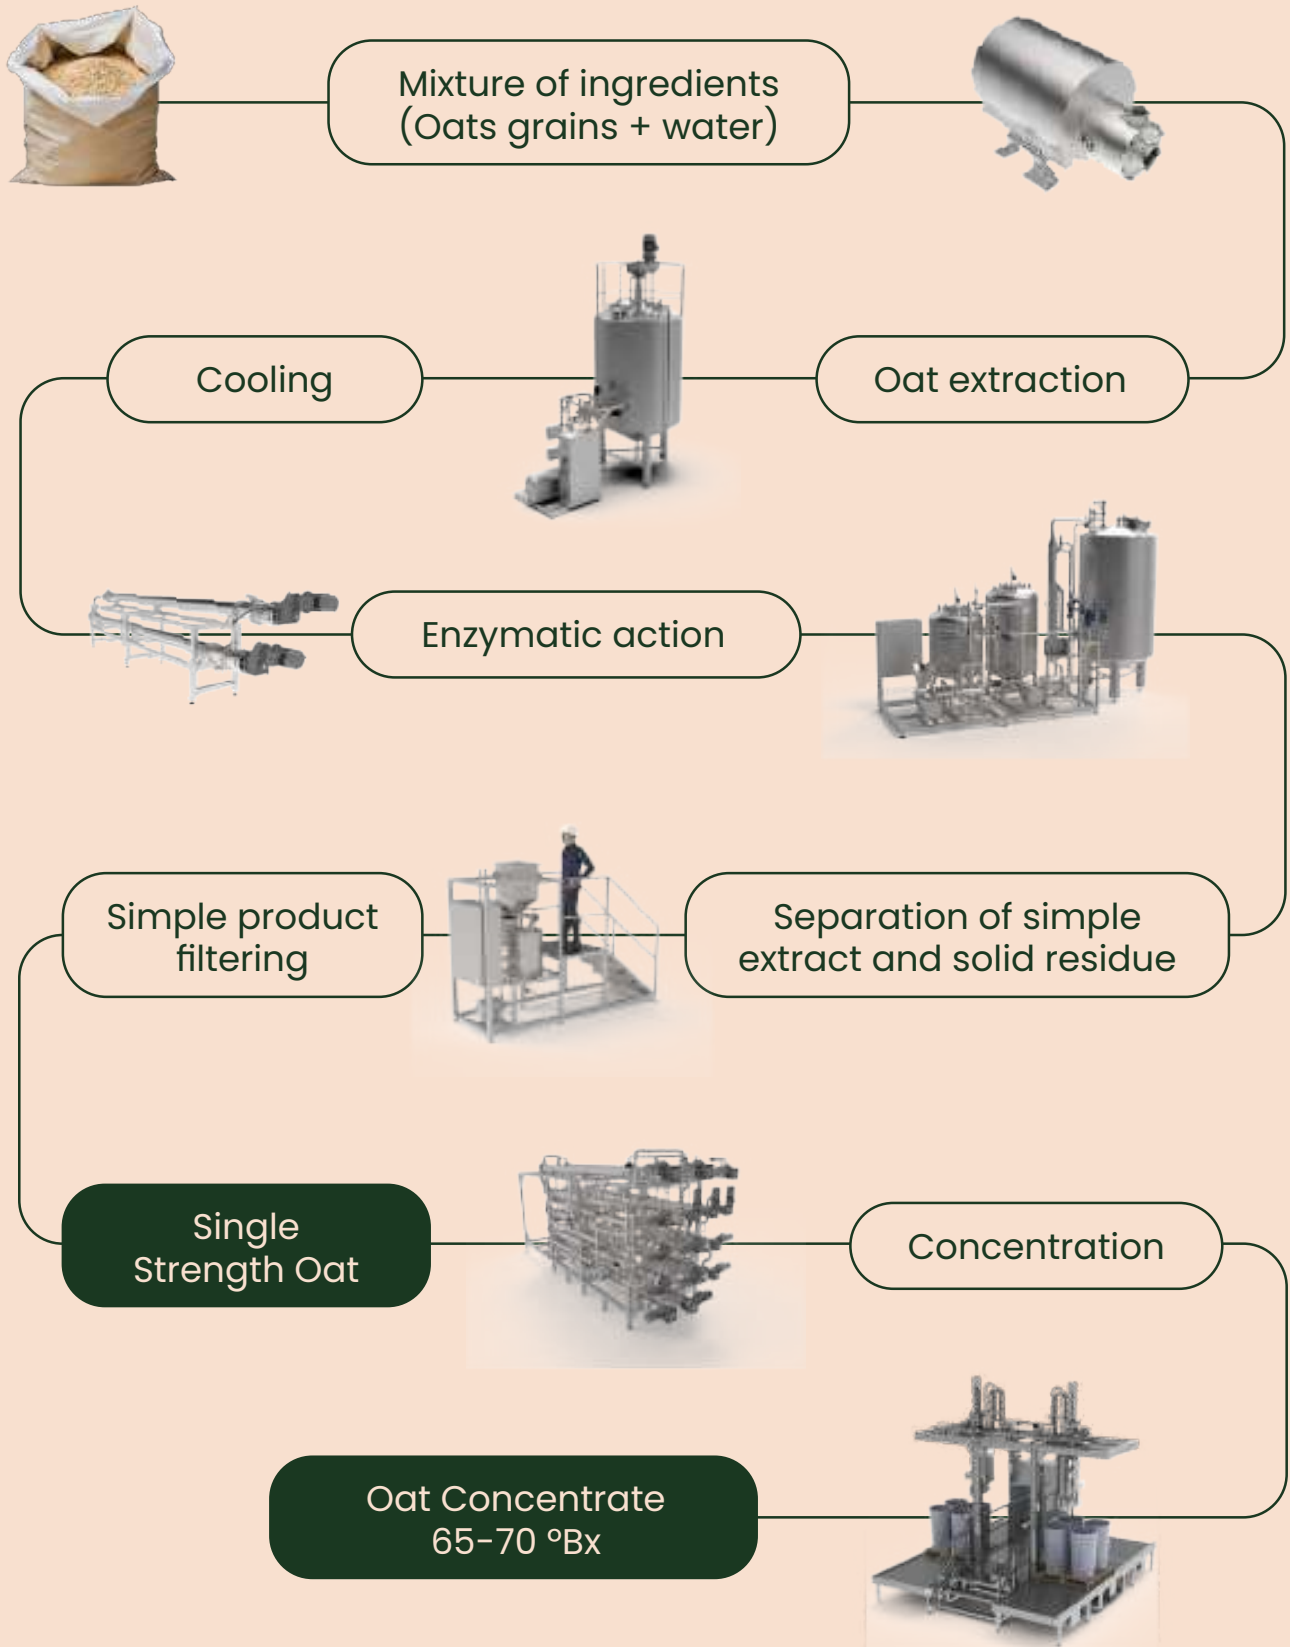 Mixture of ingredients
(Oats grains + water)
Oat extraction
Cooling
Enzymatic action
Separation of simple
extract and solid residue
Simple product
filtering
Single
Strength Oat
Concentration
Oat Concentrate
65-70 ºBx